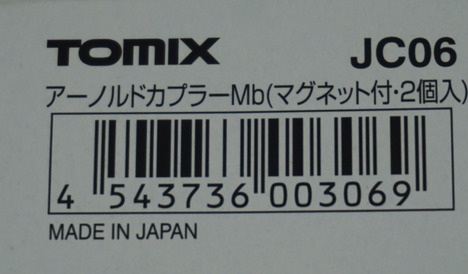 TOMIX JC06
アーノルドカプラーMb(マグネット付・2個入)
4 543736 003069
MADE IN JAPAN